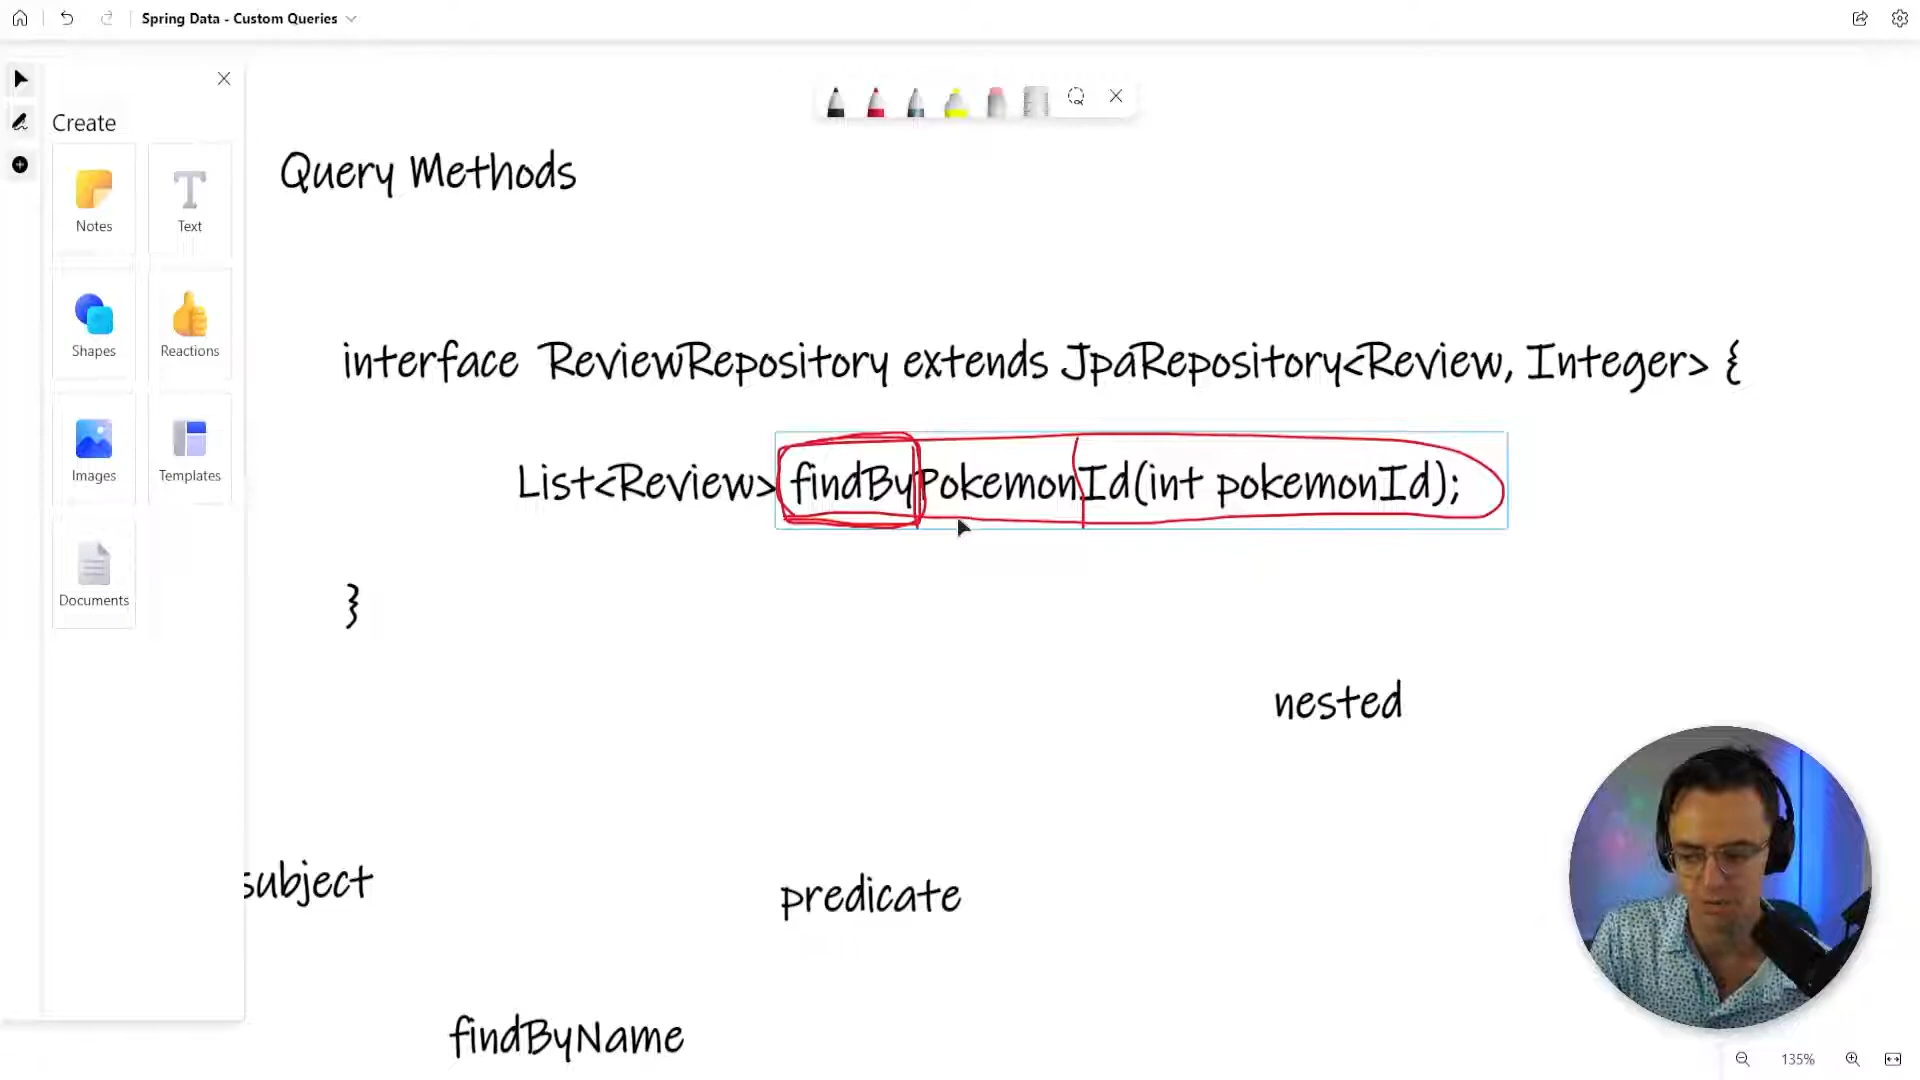 Spring Data - Custom Queries
Create
Notes
Text
Shapes
Reactions
Images
Templates
Documents
Query Methods
interface ReviewRepository extends JpaRepository<Review, Integer> {
List<Review> findByPokemonId(int pokemonId);
}
nested
subject
predicate
findByName
135%